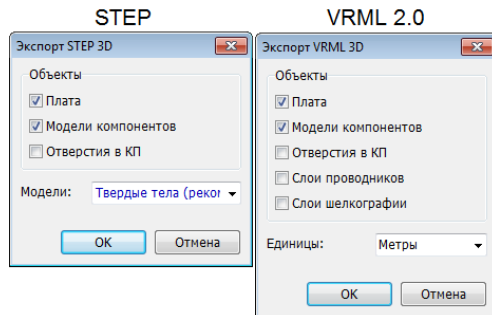 STEP
Экспорт STEP 3D
Объекты
Плата
Модели компонентов
Отверстия в КП
Модели: Твердые тела (рекоr
OK Отмена
VRML 2.0
Экспорт VRML 3D
Объекты
Плата
Модели компонентов
Отверстия в КП
Слои проводников
Слои шелкографии
Единицы: Метры
OK Отмена